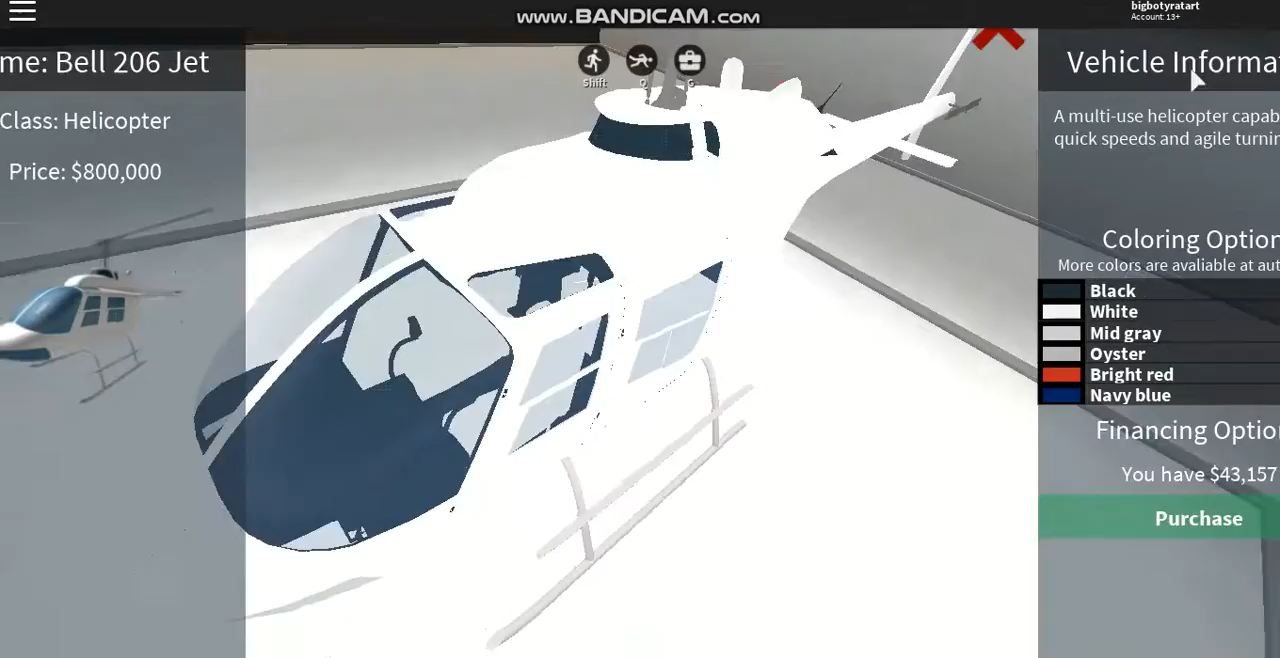 www.BANDICAM.com
bigbotyratart
Account: 13+
me: Bell 206 Jet
Class: Helicopter
Price: $800,000
Shift
Q
G
Vehicle Informa
A multi-use helicopter capab
quick speeds and agile turnin
Coloring Option
More colors are avaliable at aut
Black
White
Mid gray
Oyster
Bright red
Navy blue
Financing Optio
You have $43,157
Purchase